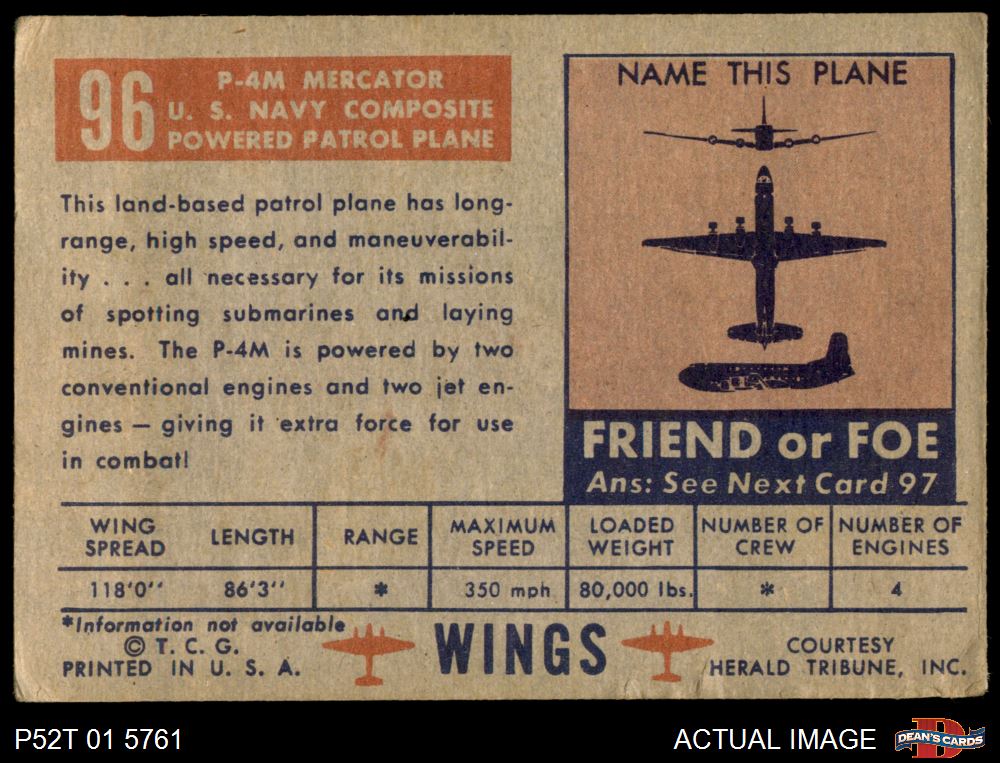 96
P-4M MERCATOR
U. S. NAVY COMPOSITE
POWERED PATROL PLANE
This land-based patrol plane has long-
range, high speed, and maneuverabil-
ity . . . all necessary for its missions
of spotting submarines and laying
mines. The P-4M is powered by two
conventional engines and two jet en-
gines — giving it extra force for use
in combat!
NAME THIS PLANE
FRIEND or FOE
Ans: See Next Card 97
WING SPREAD LENGTH RANGE MAXIMUM SPEED LOADED WEIGHT NUMBER OF CREW NUMBER OF ENGINES
118'0'' 86'3'' * 350 mph 80,000 lbs. * 4
*Information not available
© T. C. G.
PRINTED IN U. S. A.
WINGS
COURTESY
HERALD TRIBUNE, INC.
P52T 01 5761
ACTUAL IMAGE
D
DEAN'S CARDS